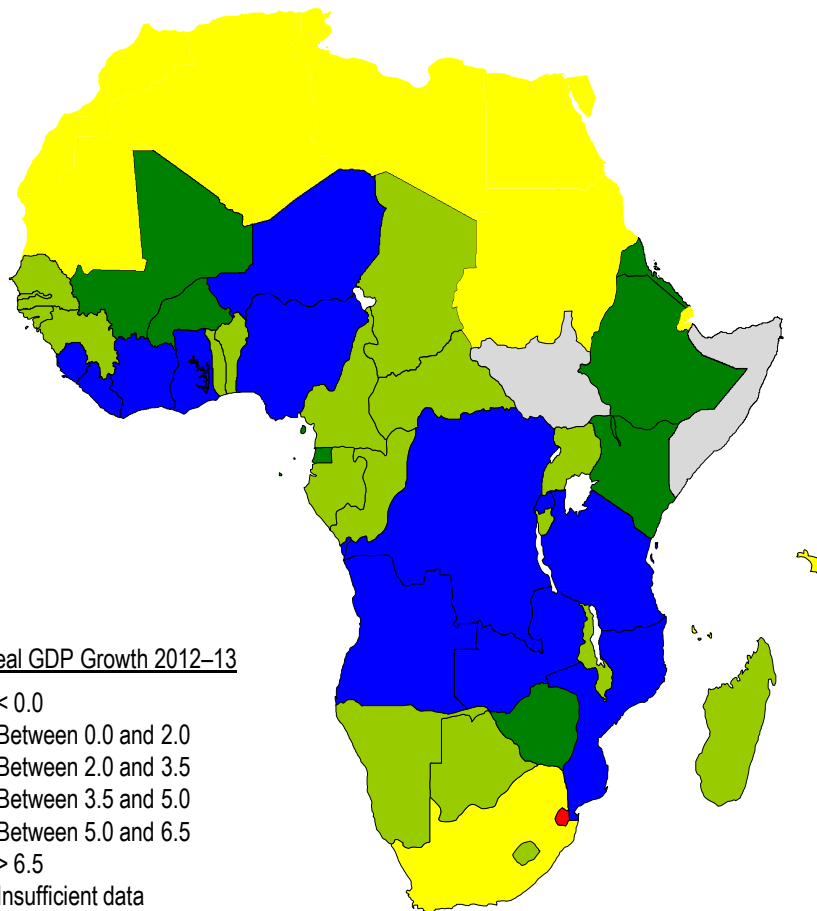 eal GDP Growth 2012–13
< 0.0
Between 0.0 and 2.0
Between 2.0 and 3.5
Between 3.5 and 5.0
Between 5.0 and 6.5
> 6.5
Insufficient data